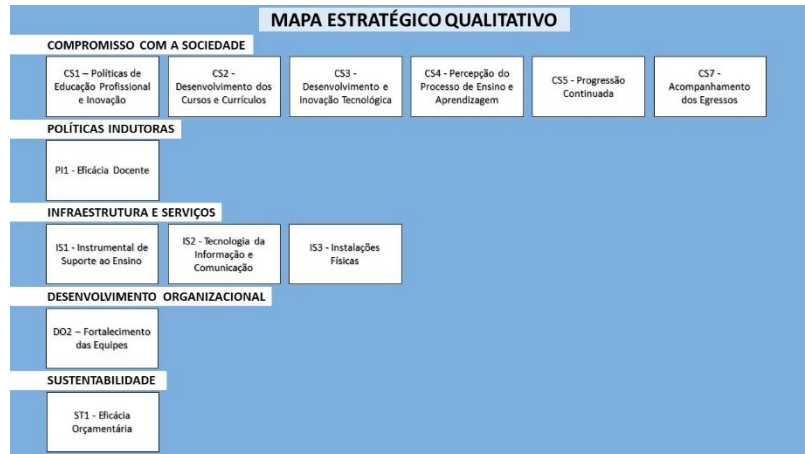 MAPA ESTRATÉGICO QUALITATIVO
COMPROMISSO COM A SOCIEDADE
CS1 – Políticas de
Educação Profissional
e Inovação
CS2 -
Desenvolvimento dos
Cursos e Currículos
CS3 -
Desenvolvimento e
Inovação Tecnológica
CS4 - Percepção do
Processo de Ensino e
Aprendizagem
CS5 - Progressão
Continuada
CS7 -
Acompanhamento
dos Egressos
POLÍTICAS INDUTORAS
PI1 - Eficácia Docente
INFRAESTRUTURA E SERVIÇOS
IS1 - Instrumental de
Suporte ao Ensino
IS2 - Tecnologia da
Informação e
Comunicação
IS3 - Instalações
Físicas
DESENVOLVIMENTO ORGANIZACIONAL
DO2 – Fortalecimento
das Equipes
SUSTENTABILIDADE
ST1 - Eficácia
Orçamentária